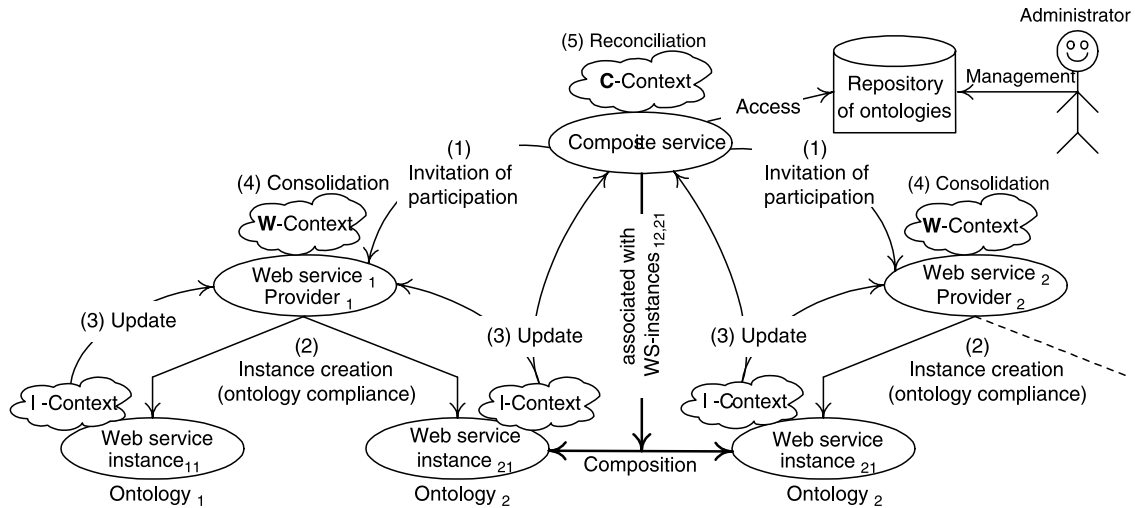 Administrator
(5) Reconciliation
C-Context
Repository
of ontologies
Management
Access
Composite service
(1)
Invitation of
participation
(1)
Invitation of
participation
(4) Consolidation
W-Context
(4) Consolidation
W-Context
associated with
WS-instances 12,21
Web service 1
Provider 1
Web service 2
Provider 2
(3) Update
(3) Update
(3) Update
(2)
Instance creation
(ontology compliance)
(2)
Instance creation
(ontology compliance)
I -Context
I-Context
I -Context
Web service
instance11
Web service
instance 21
Composition
Web service
instance 21
Ontology 1
Ontology 2
Ontology 2